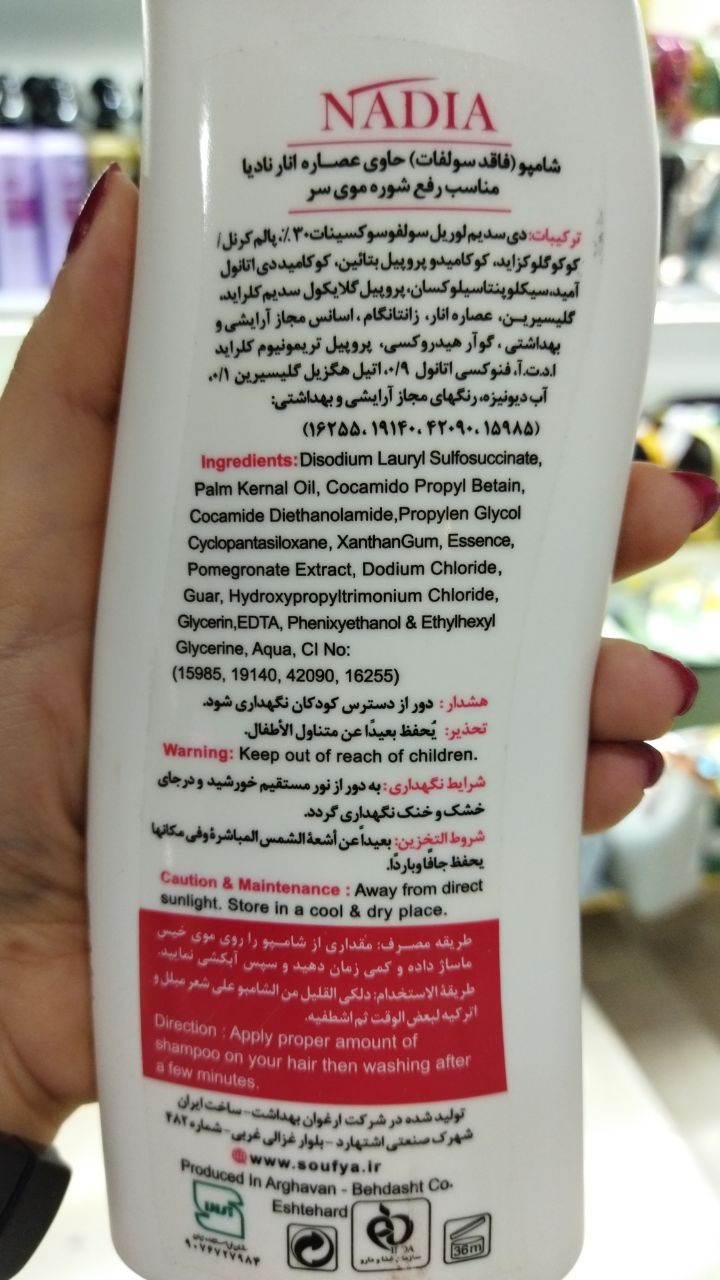 NADIA
شامپو (فاقد سولفات) حاوی عصاره انار نادیا
مناسب رفع شوره موی سر
ترکیبات: دی سدیم لوریل سولفوسوکسینات ۳۰٪، پالم کرنل/
کوکوگلوکزاید، کوکامیدو پروپیل بتائین، کوکامید دی اتانول
آمید، سیکلوپنتاسیلوکسان، پروپیل گلایکول سدیم کلراید،
گلیسیرین، عصاره انار، زانتانگام، اسانس مجاز آرایشی و
بهداشتی، گوآر هیدروکسی، پروپیل تریمونیوم کلراید
ا.د.ت.آ، فنوکسی اتانول ۰/۹، اتیل هگزیل گلیسیرین ۰/۱،
آب دیونیزه، رنگهای مجاز آرایشی و بهداشتی:
(۱۵۹۸۵، ۴۲۰۹۰، ۱۹۱۴۰، ۱۶۲۵۵)
Ingredients: Disodium Lauryl Sulfosuccinate,
Palm Kernal Oil, Cocamido Propyl Betain,
Cocamide Diethanolamide,Propylen Glycol
Cyclopantasiloxane, XanthanGum, Essence,
Pomegronate Extract, Dodium Chloride,
Guar, Hydroxypropyltrimonium Chloride,
Glycerin,EDTA, Phenixyethanol & Ethylhexyl
Glycerine, Aqua, CI No:
(15985, 19140, 42090, 16255)
هشدار: دور از دسترس کودکان نگهداری شود.
تحذیر: یُحفظ بعیدًا عن متناول الأطفال.
Warning: Keep out of reach of children.
شرایط نگهداری: به دور از نور مستقیم خورشید و درجای
خشک و خنک نگهداری گردد.
شروط التخزین: بعیداً عن أشعة الشمس المباشرة وفی مکانها
یحفظ جافًا و باردًا.
Caution & Maintenance : Away from direct
sunlight. Store in a cool & dry place.
طریقه مصرف: مقداری از شامپو را روی موی خیس
ماساژ داده و کمی زمان دهید و سپس آبکشی نمایید.
طریقة الاستخدام: دلکی القلیل من الشامبو علی شعر مبلل و
اترکیه لبعض الوقت ثم اشطفیه.
Direction : Apply proper amount of
shampoo on your hair then washing after
a few minutes.
تولید شده در شرکت ارغوان بهداشت - ساخت ایران
شهرک صنعتی اشتهارد - بلوار غزالی غربی - شماره ۴۸۲
www.soufya.ir
Produced In Arghavan - Behdasht Co.
Eshtehard
۹۰۷۶۷۲۷۹۸۴
سازمان غذا و دارو
36m